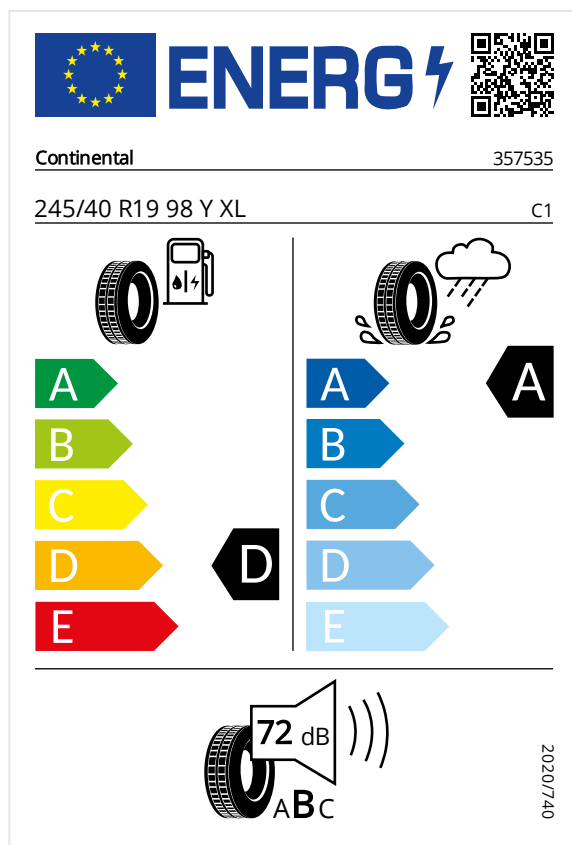 ENERG
Continental 357535
245/40 R19 98 Y XL C1
A A A
B B
C C
D D D
E E
72 dB
ABC
2020/740